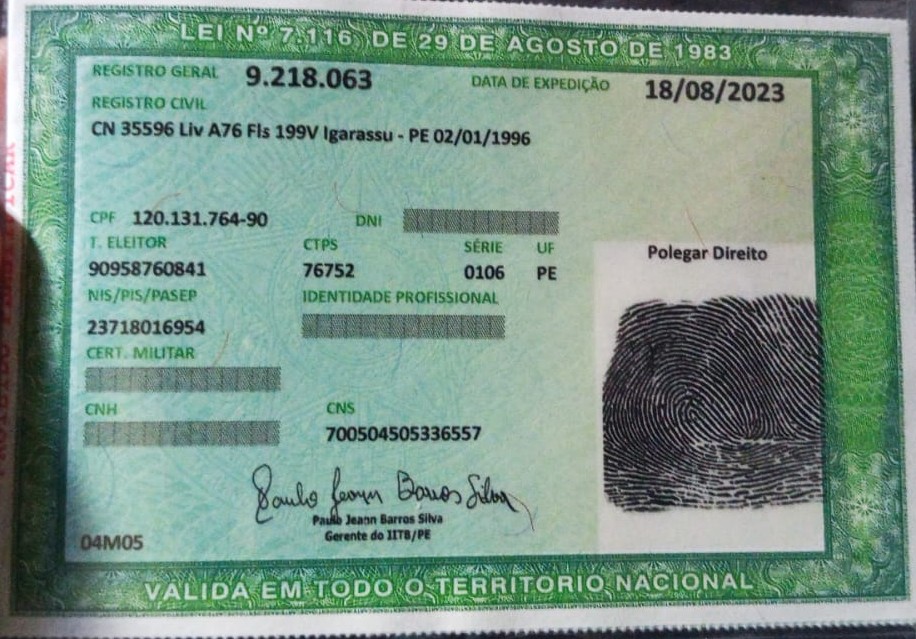 LEI Nº 7.116, DE 29 DE AGOSTO DE 1983
REGISTRO GERAL 9.218.063 DATA DE EXPEDIÇÃO 18/08/2023
REGISTRO CIVIL
CN 35596 Liv A76 Fls 199V Igarassu - PE 02/01/1996
CPF 120.131.764-90 DNI
T. ELEITOR CTPS SÉRIE UF
90958760841 76752 0106 PE
Polegar Direito
NIS/PIS/PASEP IDENTIDADE PROFISSIONAL
23718016954
CERT. MILITAR
CNH CNS
700504505336557
Paulo Jeann Barros Silva
Paulo Jeann Barros Silva
Gerente do IITB/PE
04M05
VALIDA EM TODO O TERRITORIO NACIONAL